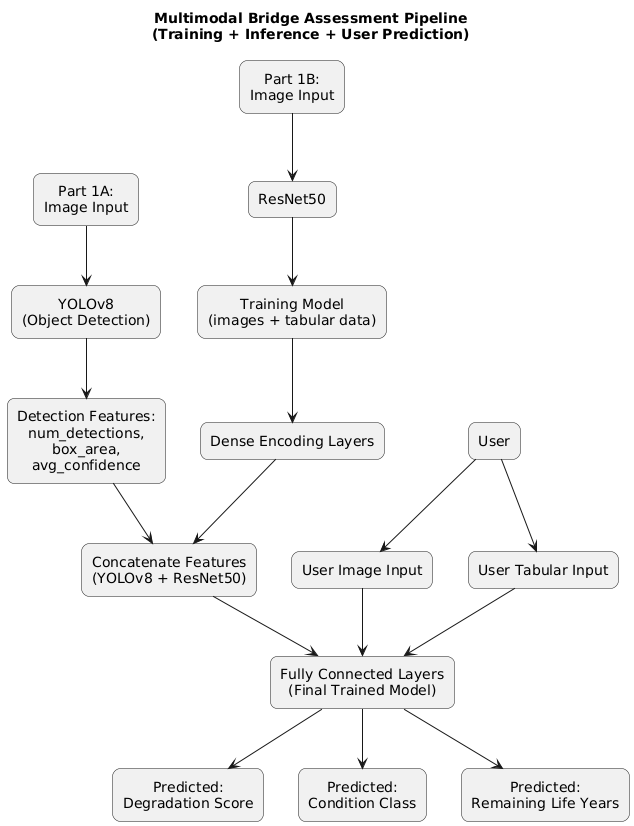 Multimodal Bridge Assessment Pipeline
(Training + Inference + User Prediction)
Part 1B:
Image Input
Part 1A:
Image Input
ResNet50
YOLOv8
(Object Detection)
Training Model
(images + tabular data)
Detection Features:
num_detections,
box_area,
avg_confidence
Dense Encoding Layers
User
Concatenate Features
(YOLOv8 + ResNet50)
User Image Input
User Tabular Input
Fully Connected Layers
(Final Trained Model)
Predicted:
Degradation Score
Predicted:
Condition Class
Predicted:
Remaining Life Years